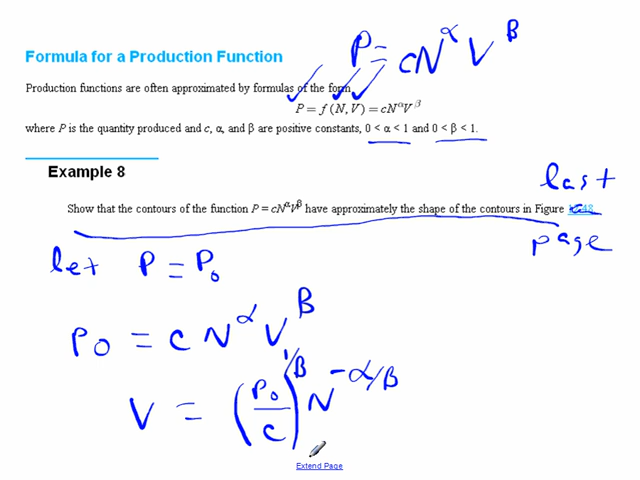 P = cN^α V^β
Formula for a Production Function
Production functions are often approximated by formulas of the form
P = f(N, V) = cN^α V^β
where P is the quantity produced and c, α, and β are positive constants, 0 < α < 1 and 0 < β < 1.
Example 8
last
Show that the contours of the function P = cN^αV^β have approximately the shape of the contours in Figure
page
let P = P₀
P₀ = c N^α V^β
V = (P₀/c)^1/β N^-α/β
Extend Page